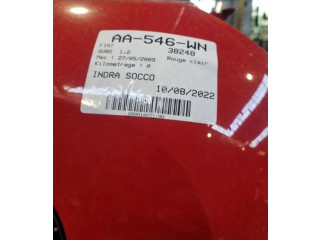 AA-546-WN
FIAT 38248
QUBO 1.2
Mec : 27/05/2009 Rouge clair
Kilometrage : 0
INDRA SOCCO
10/08/2022